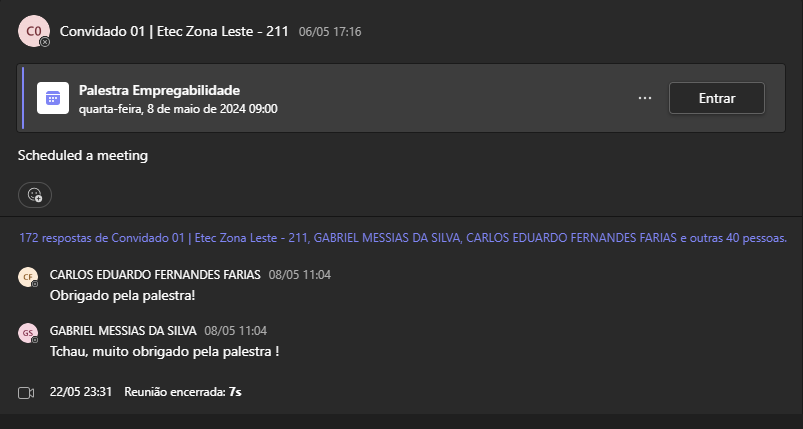 C0
Convidado 01 | Etec Zona Leste - 211 06/05 17:16
Palestra Empregabilidade
quarta-feira, 8 de maio de 2024 09:00
... Entrar
Scheduled a meeting
172 respostas de Convidado 01 | Etec Zona Leste - 211, GABRIEL MESSIAS DA SILVA, CARLOS EDUARDO FERNANDES FARIAS e outras 40 pessoas.
CF CARLOS EDUARDO FERNANDES FARIAS 08/05 11:04
Obrigado pela palestra!
GS GABRIEL MESSIAS DA SILVA 08/05 11:04
Tchau, muito obrigado pela palestra !
22/05 23:31 Reunião encerrada: 7s